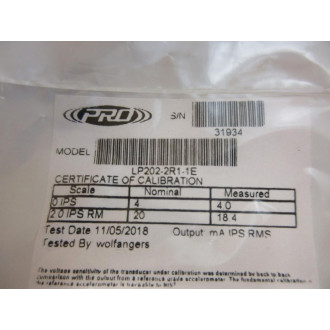 PRO
S/N
31934
MODEL
LP202-2R1-1E
CERTIFICATE OF CALIBRATION
Scale Nominal Measured
0 IPS 4 4.0
2.0 IPS RM 20 18.4
Test Date 11/05/2018 Output: mA IPS RMS
Tested By wolfangers
The voltage sensitivity of the transducer under calibration was determined by back to back
comparison with output from a reference grade accelerometer. The fundamental calibration of
the reference accelerometer is traceable by NIST